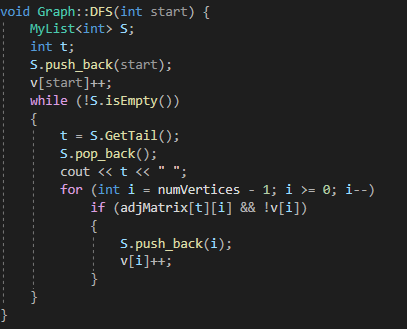 void Graph::DFS(int start) {
    MyList<int> S;
    int t;
    S.push_back(start);
    v[start]++;
    while (!S.isEmpty())
    {
        t = S.GetTail();
        S.pop_back();
        cout << t << " ";
        for (int i = numVertices - 1; i >= 0; i--)
            if (adjMatrix[t][i] && !v[i])
            {
                S.push_back(i);
                v[i]++;
            }
    }
}